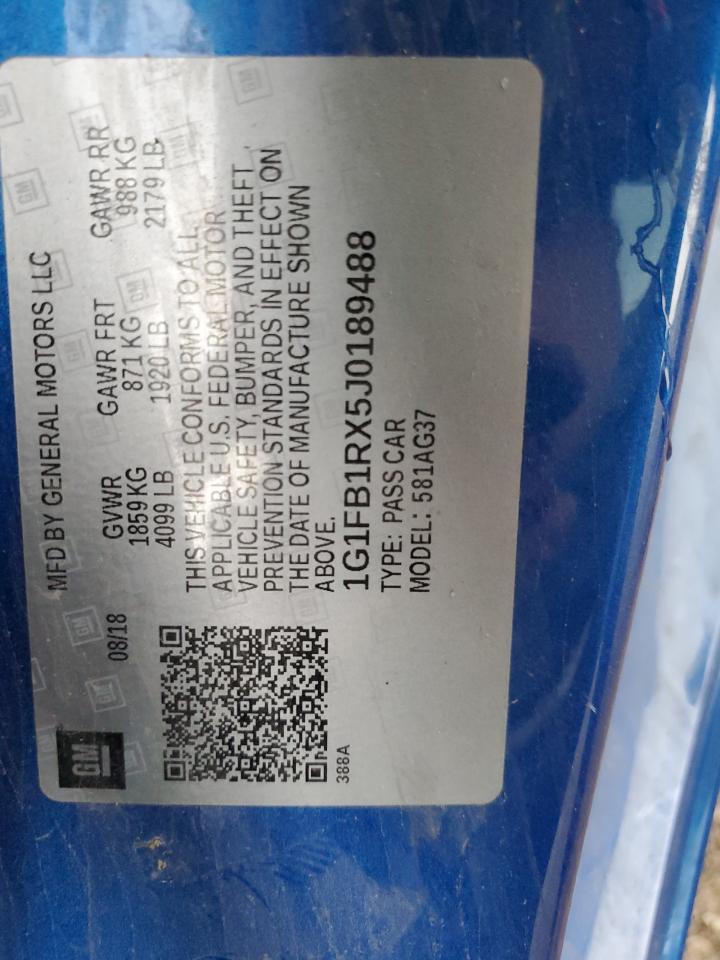 GM
08/18
MFD BY GENERAL MOTORS LLC
GVWR GAWR FRT GAWR RR
1859 KG 871 KG 988 KG
4099 LB 1920 LB 2179 LB
THIS VEHICLE CONFORMS TO ALL
APPLICABLE U.S. FEDERAL MOTOR
VEHICLE SAFETY, BUMPER, AND THEFT
PREVENTION STANDARDS IN EFFECT ON
THE DATE OF MANUFACTURE SHOWN
ABOVE.
1G1FB1RX5J0189488
TYPE: PASS CAR
MODEL: 581AG37
388A